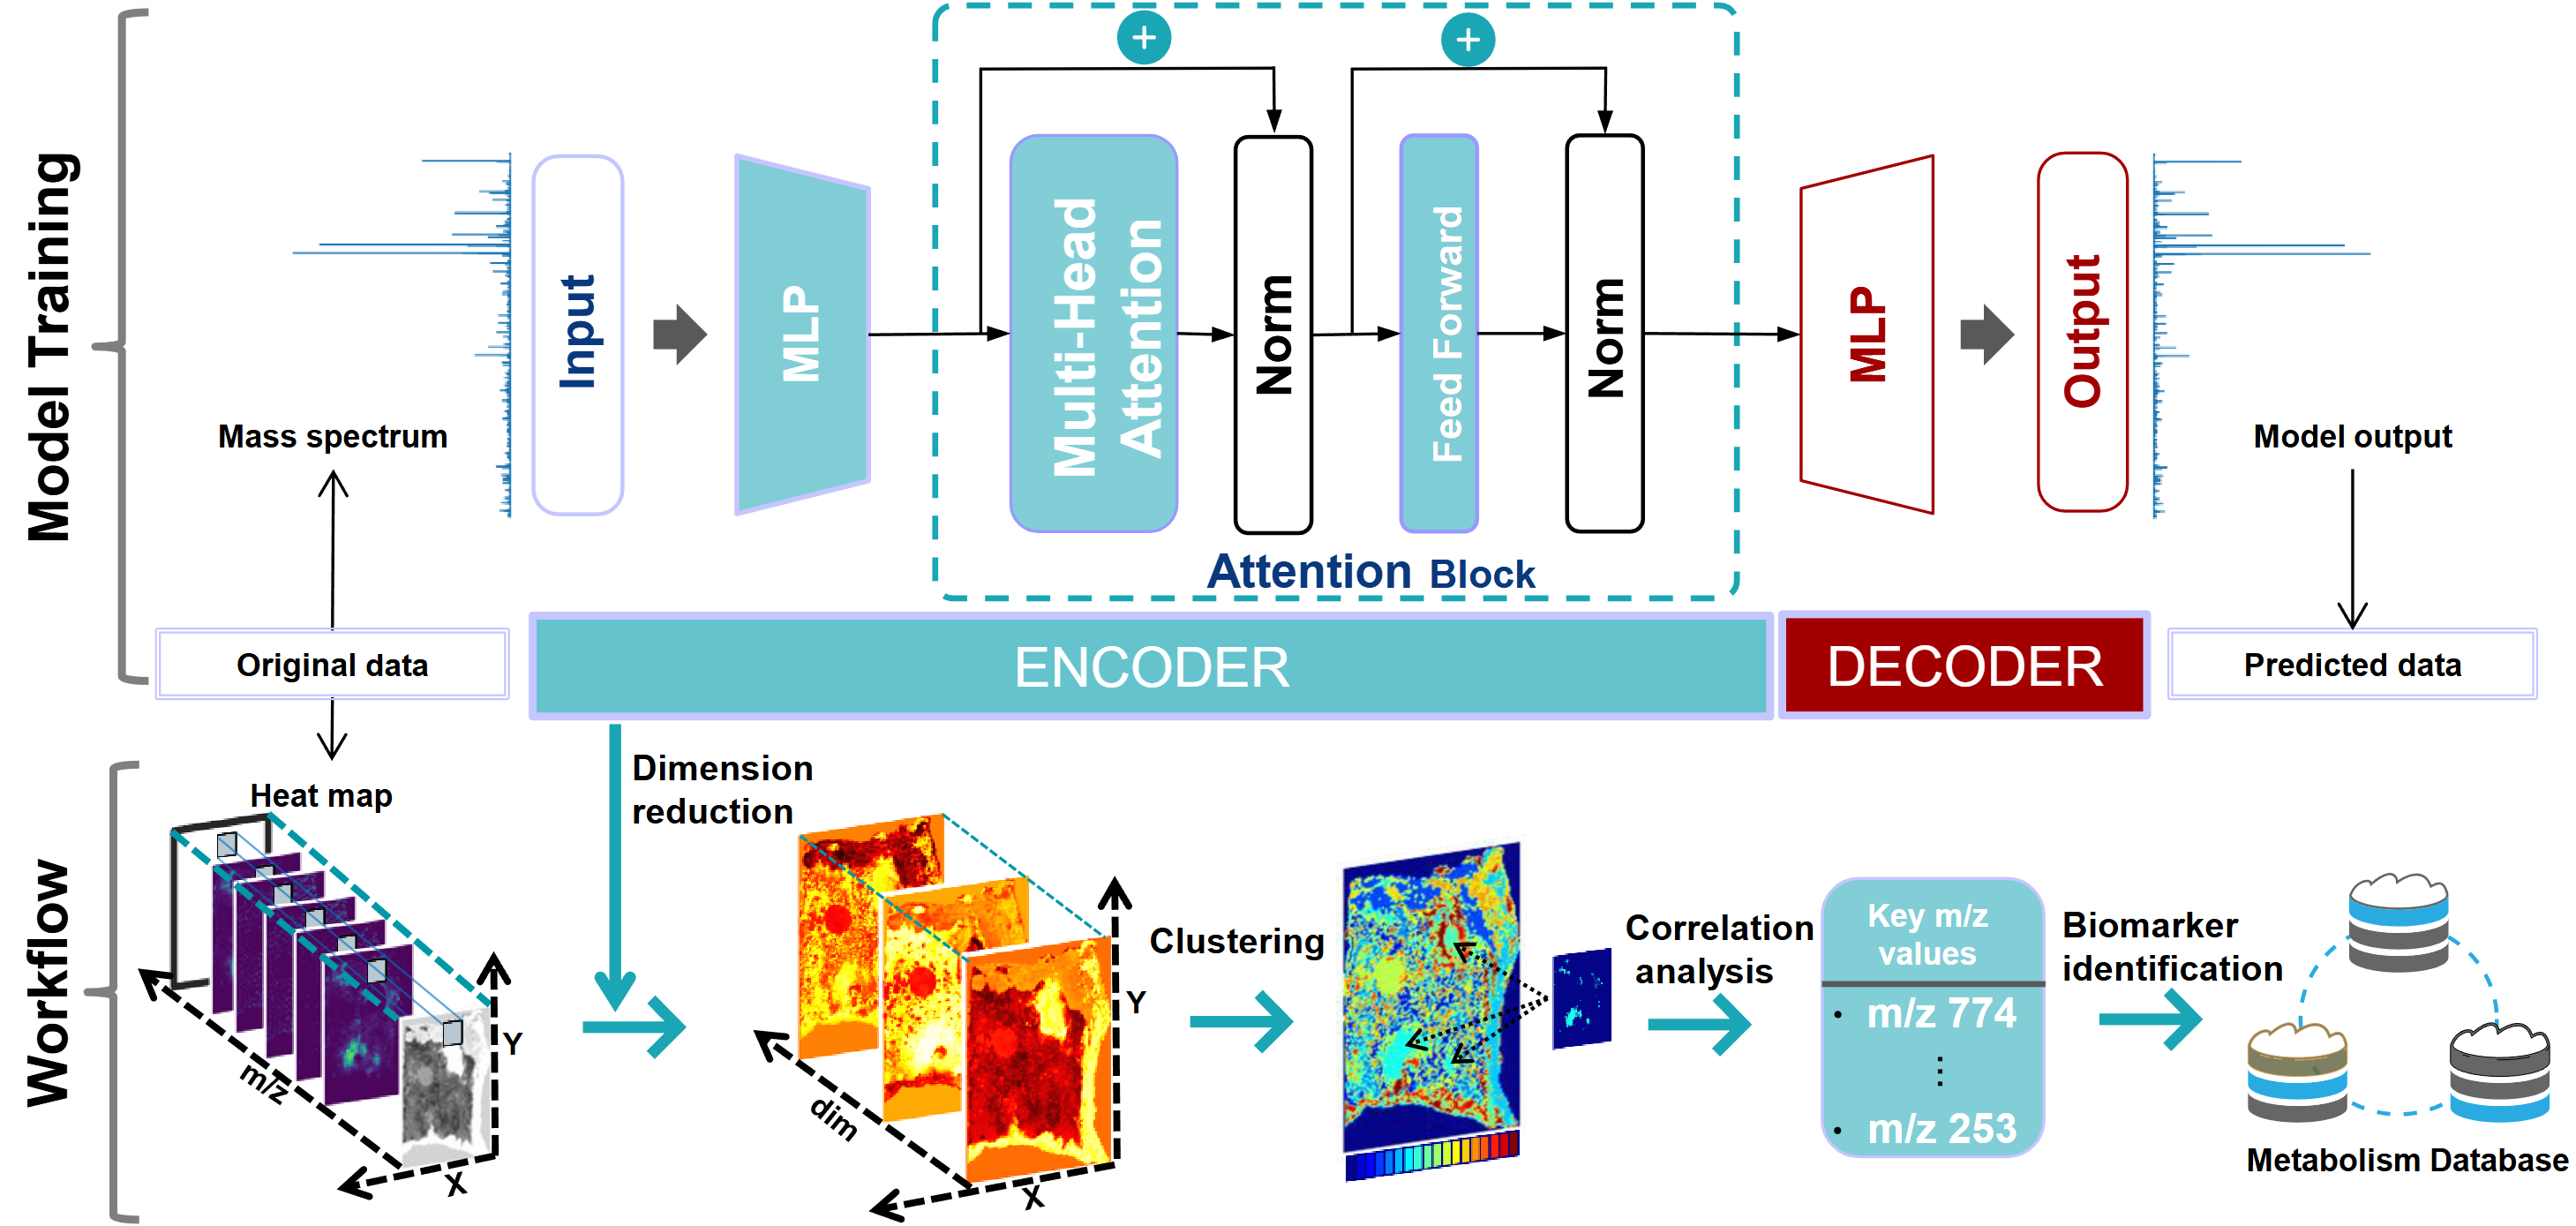 Model Training
Mass spectrum
Original data
Input
MLP
Multi-Head
Attention
Norm
Feed Forward
Norm
Attention Block
MLP
Output
Model output
Predicted data
ENCODER
DECODER
Workflow
Heat map
m/z
X
Y
Dimension
reduction
dim
X
Y
Clustering
Correlation
analysis
Key m/z
values
• m/z 774
⋮
• m/z 253
Biomarker
identification
Metabolism Database